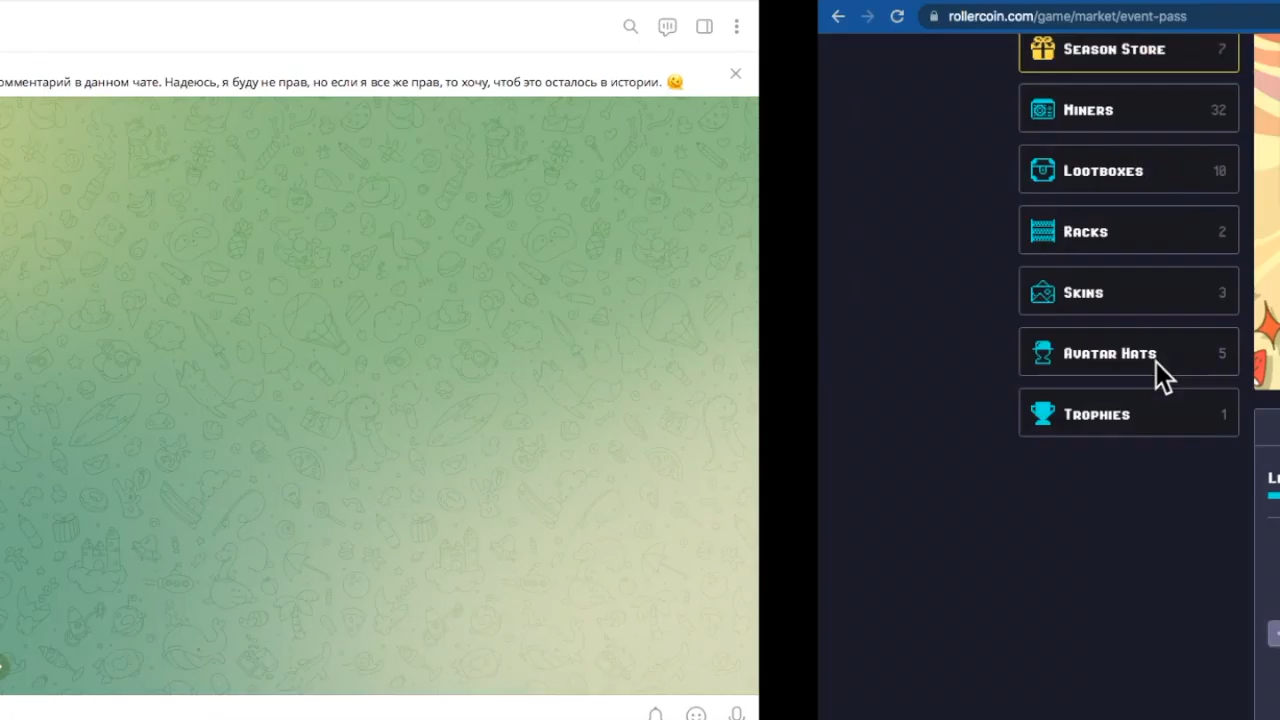 омментарий в данном чате. Надеюсь, я буду не прав, но если я все же прав, то хочу, чтоб это осталось в истории. 🫠
rollercoin.com/game/market/event-pass
Season Store 7
Miners 32
Lootboxes 10
Racks 2
Skins 3
Avatar Hats 5
Trophies 1